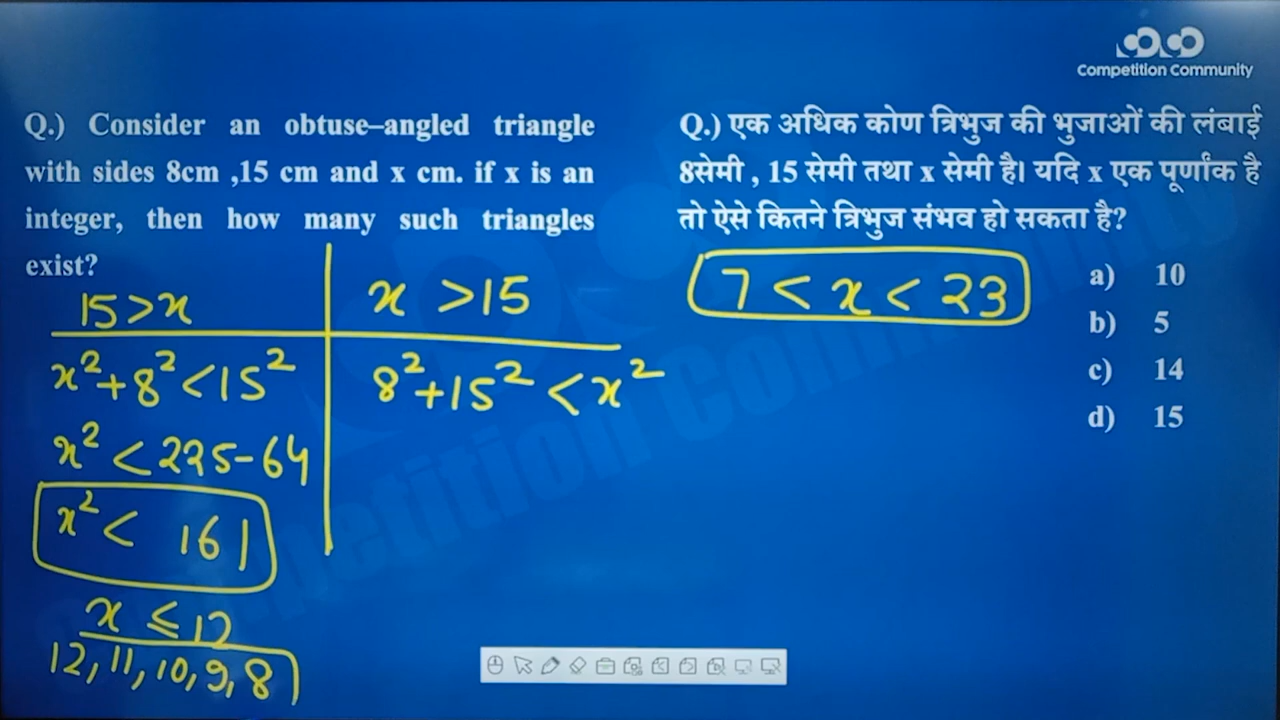 Competition Community
Q.) Consider an obtuse–angled triangle
with sides 8cm ,15 cm and x cm. if x is an
integer, then how many such triangles
exist?
Q.) एक अधिक कोण त्रिभुज की भुजाओं की लंबाई
8सेमी , 15 सेमी तथा x सेमी है। यदि x एक पूर्णांक है
तो ऐसे कितने त्रिभुज संभव हो सकता है?
a) 10
b) 5
c) 14
d) 15
7 < x < 23
15 > x
x² + 8² < 15²
x² < 225 - 64
x² < 161
x ≤ 12
12, 11, 10, 9, 8
x > 15
8² + 15² < x²
Competition Community